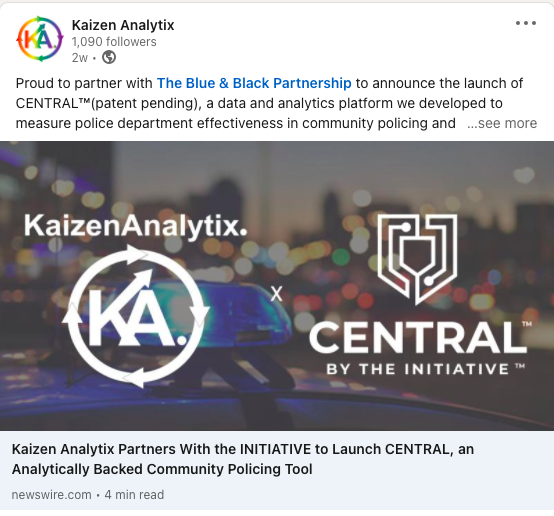 KA.
Kaizen Analytix
1,090 followers
2w •
Proud to partner with The Blue & Black Partnership to announce the launch of
CENTRAL™(patent pending), a data and analytics platform we developed to
measure police department effectiveness in community policing and ...see more
KaizenAnalytix.
KA.
x
CENTRAL™
BY THE INITIATIVE™
Kaizen Analytix Partners With the INITIATIVE to Launch CENTRAL, an
Analytically Backed Community Policing Tool
newswire.com • 4 min read